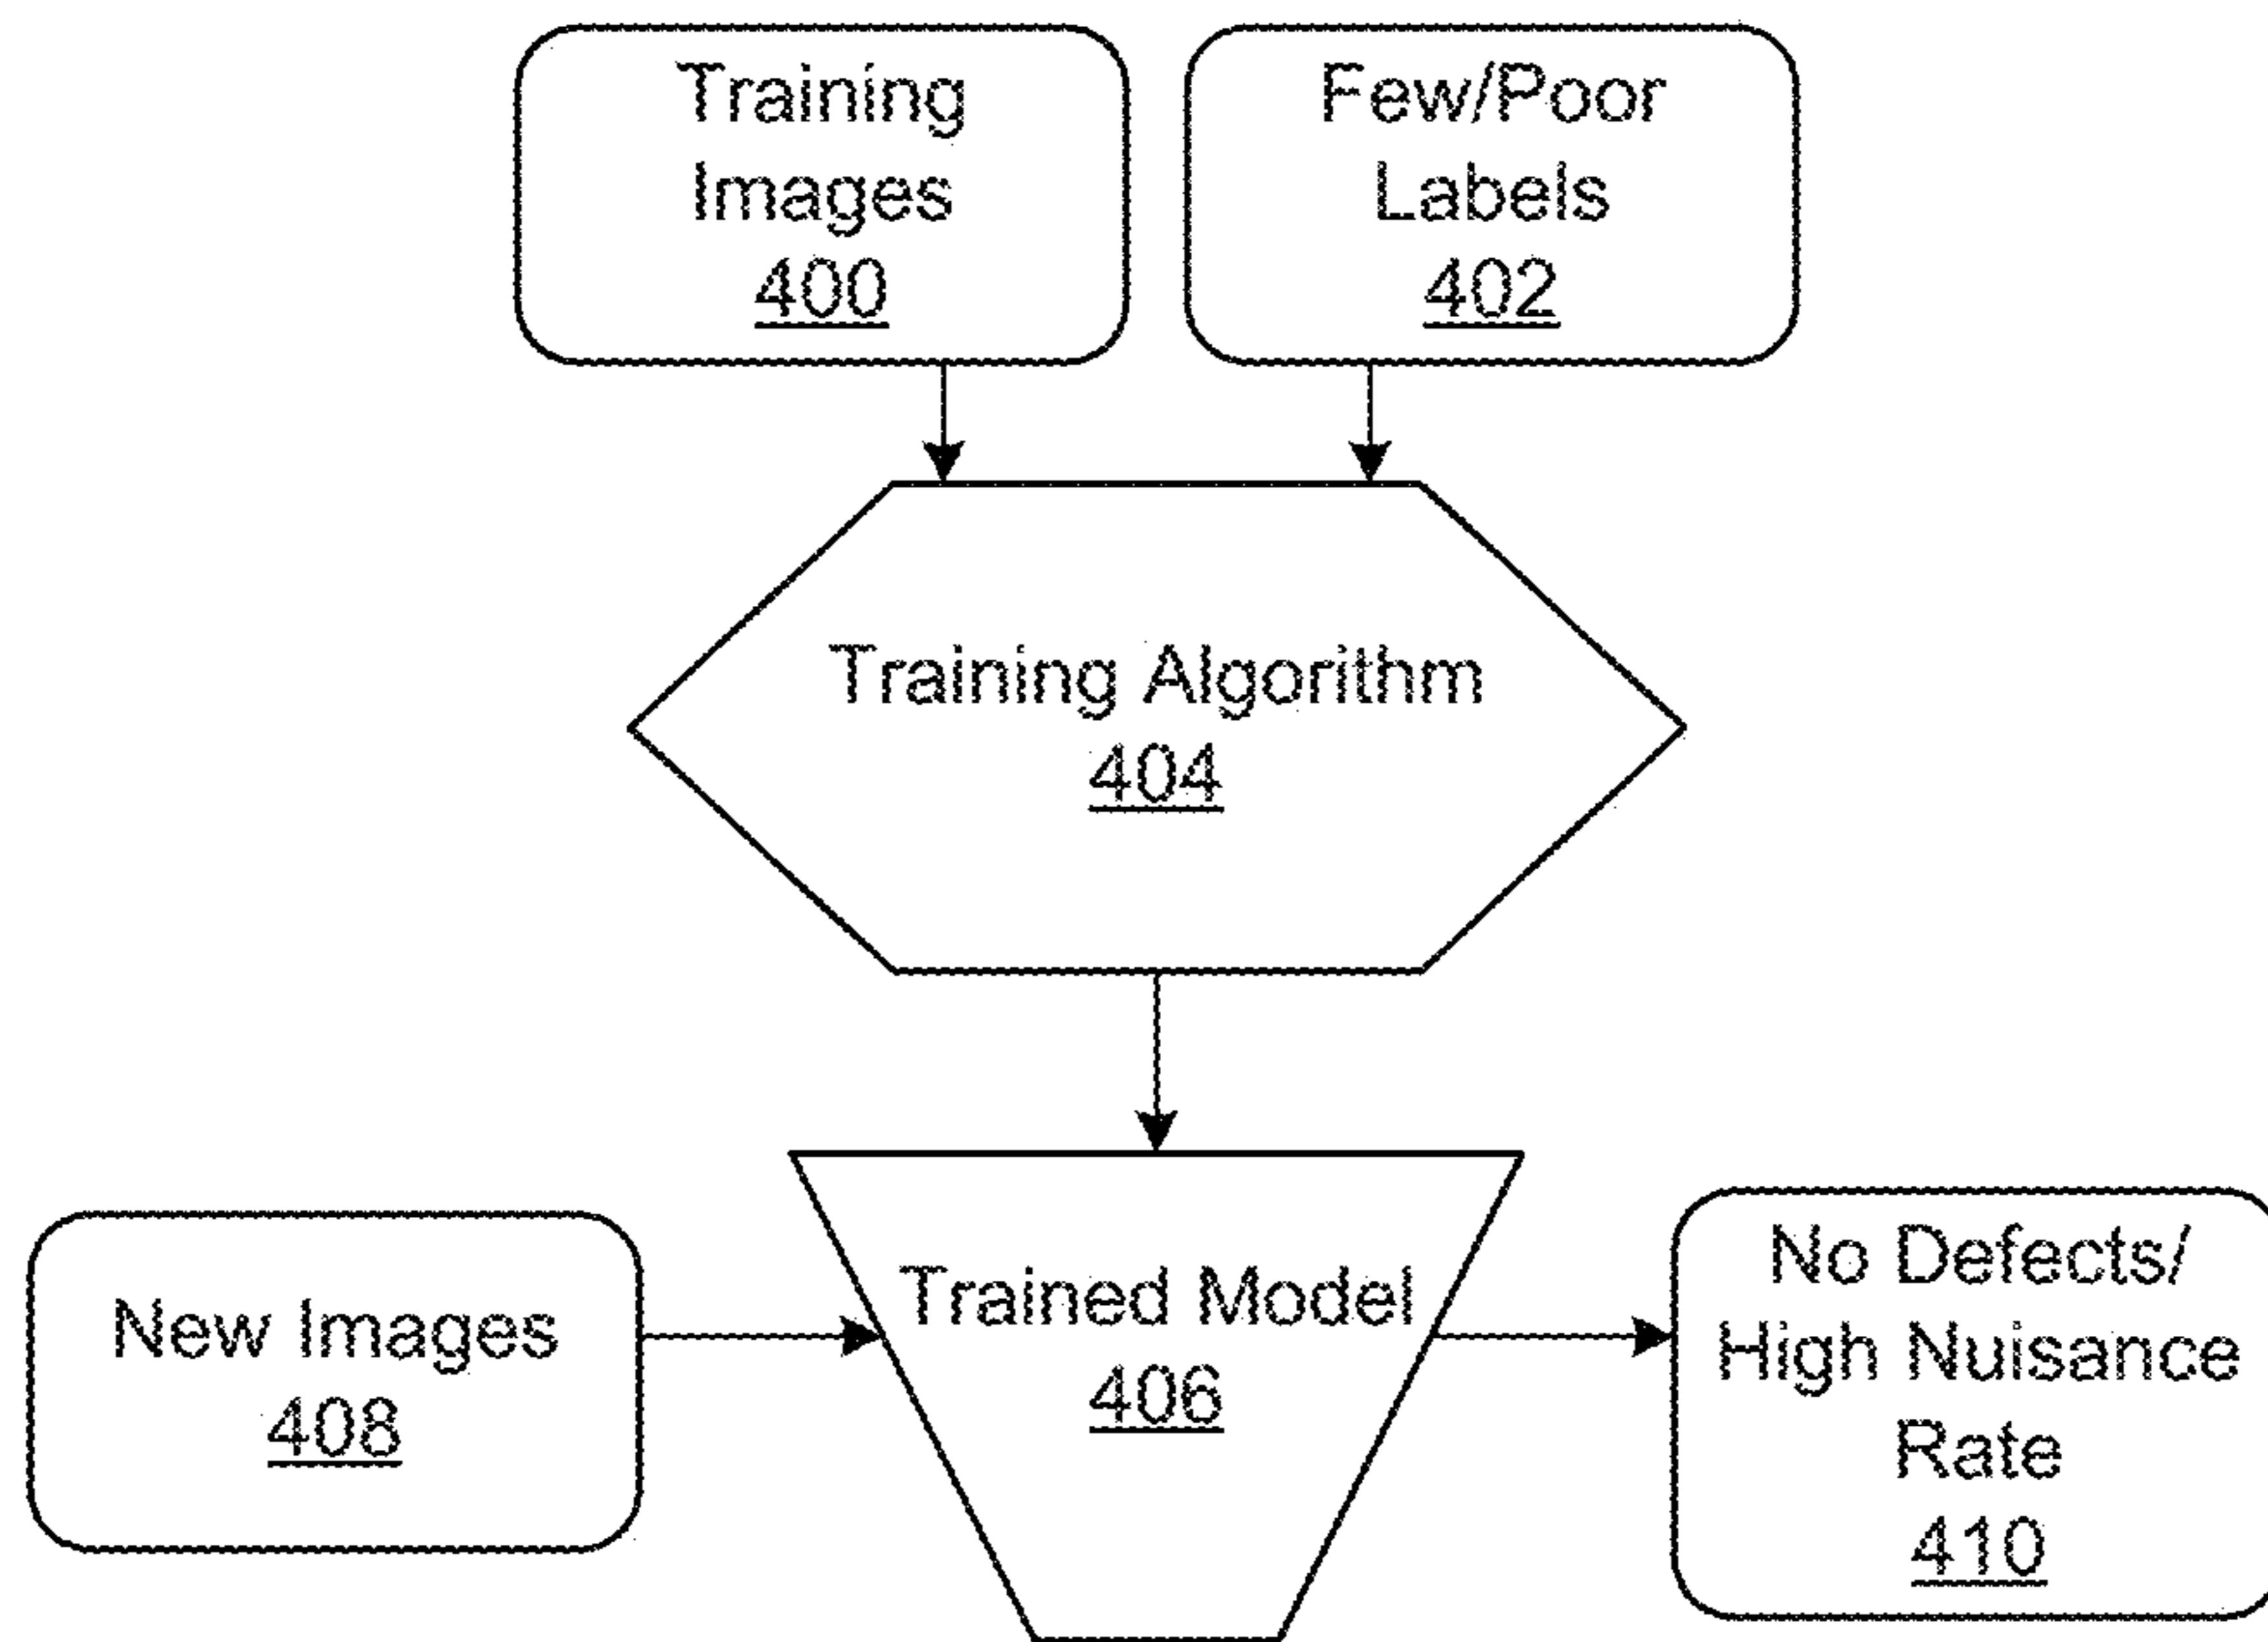 Training
Images
400
Few/Poor
Labels
402
Training Algorithm
404
Trained Model
406
New Images
408
No Defects/
High Nuisance
Rate
410